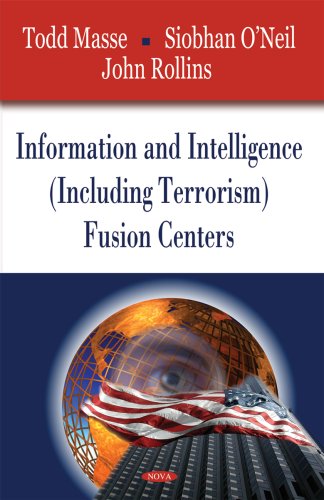 Todd Masse ■ Siobhan O'Neil
John Rollins
Information and Intelligence
(Including Terrorism)
Fusion Centers
NOVA